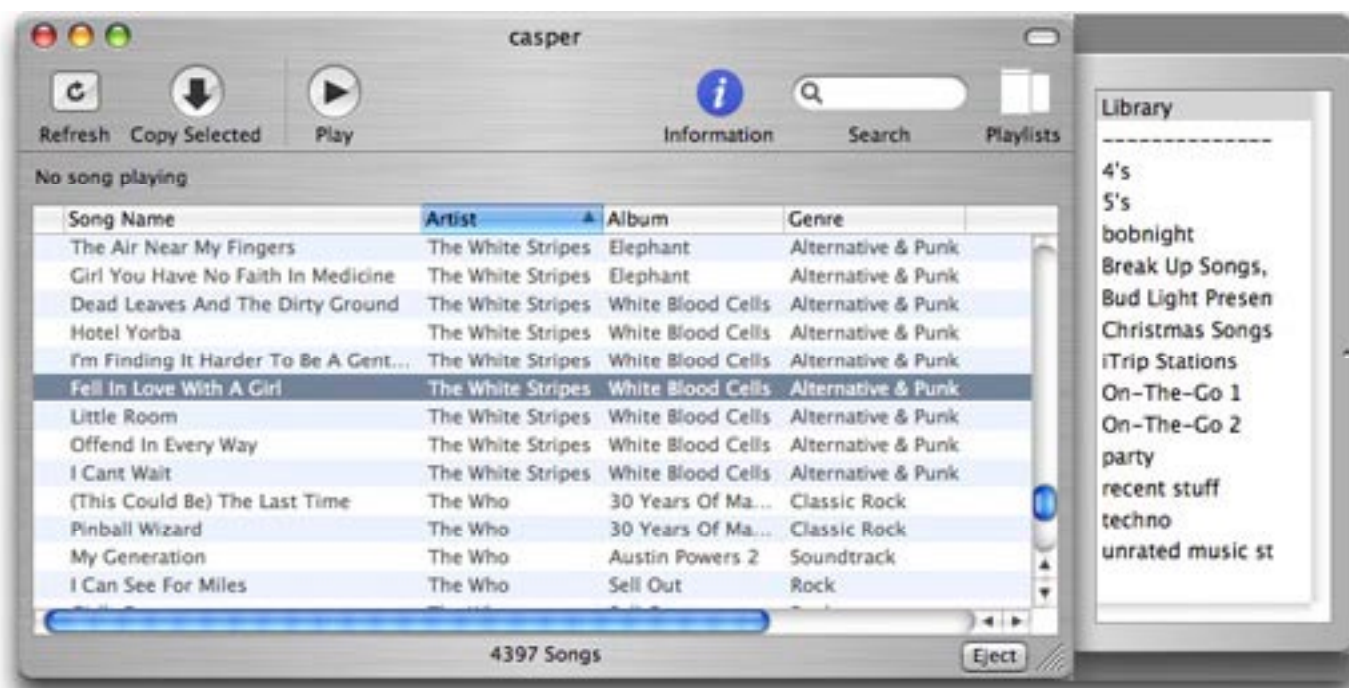 casper
Refresh Copy Selected Play Information Search Playlists
No song playing
Song Name Artist Album Genre
The Air Near My Fingers The White Stripes Elephant Alternative & Punk
Girl You Have No Faith In Medicine The White Stripes Elephant Alternative & Punk
Dead Leaves And The Dirty Ground The White Stripes White Blood Cells Alternative & Punk
Hotel Yorba The White Stripes White Blood Cells Alternative & Punk
I'm Finding It Harder To Be A Gent... The White Stripes White Blood Cells Alternative & Punk
Fell In Love With A Girl The White Stripes White Blood Cells Alternative & Punk
Little Room The White Stripes White Blood Cells Alternative & Punk
Offend In Every Way The White Stripes White Blood Cells Alternative & Punk
I Cant Wait The White Stripes White Blood Cells Alternative & Punk
(This Could Be) The Last Time The Who 30 Years Of Ma... Classic Rock
Pinball Wizard The Who 30 Years Of Ma... Classic Rock
My Generation The Who Austin Powers 2 Soundtrack
I Can See For Miles The Who Sell Out Rock
4397 Songs Eject
Library
--------------
4's
5's
bobnight
Break Up Songs,
Bud Light Presen
Christmas Songs
iTrip Stations
On-The-Go 1
On-The-Go 2
party
recent stuff
techno
unrated music st